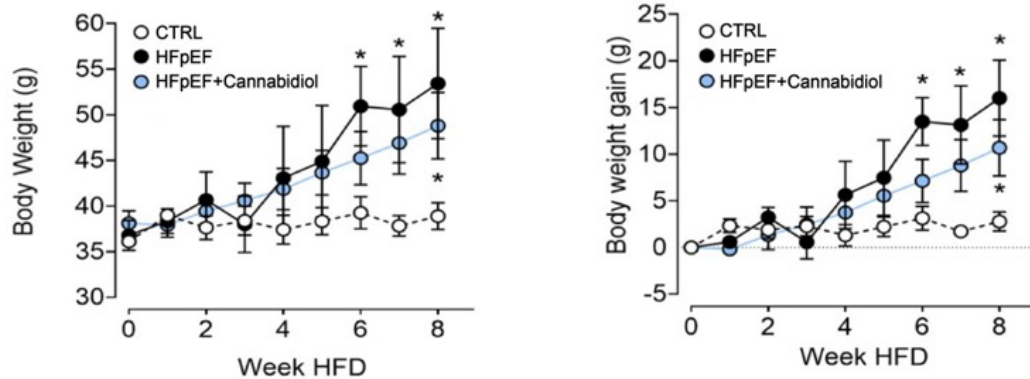 60
55
50
45
40
35
30
Body Weight (g)
CTRL
HFpEF
HFpEF+Cannabidiol
*
*
*
*
0 2 4 6 8
Week HFD
25
20
15
10
5
0
-5
Body weight gain (g)
CTRL
HFpEF
HFpEF+Cannabidiol
*
*
*
*
0 2 4 6 8
Week HFD